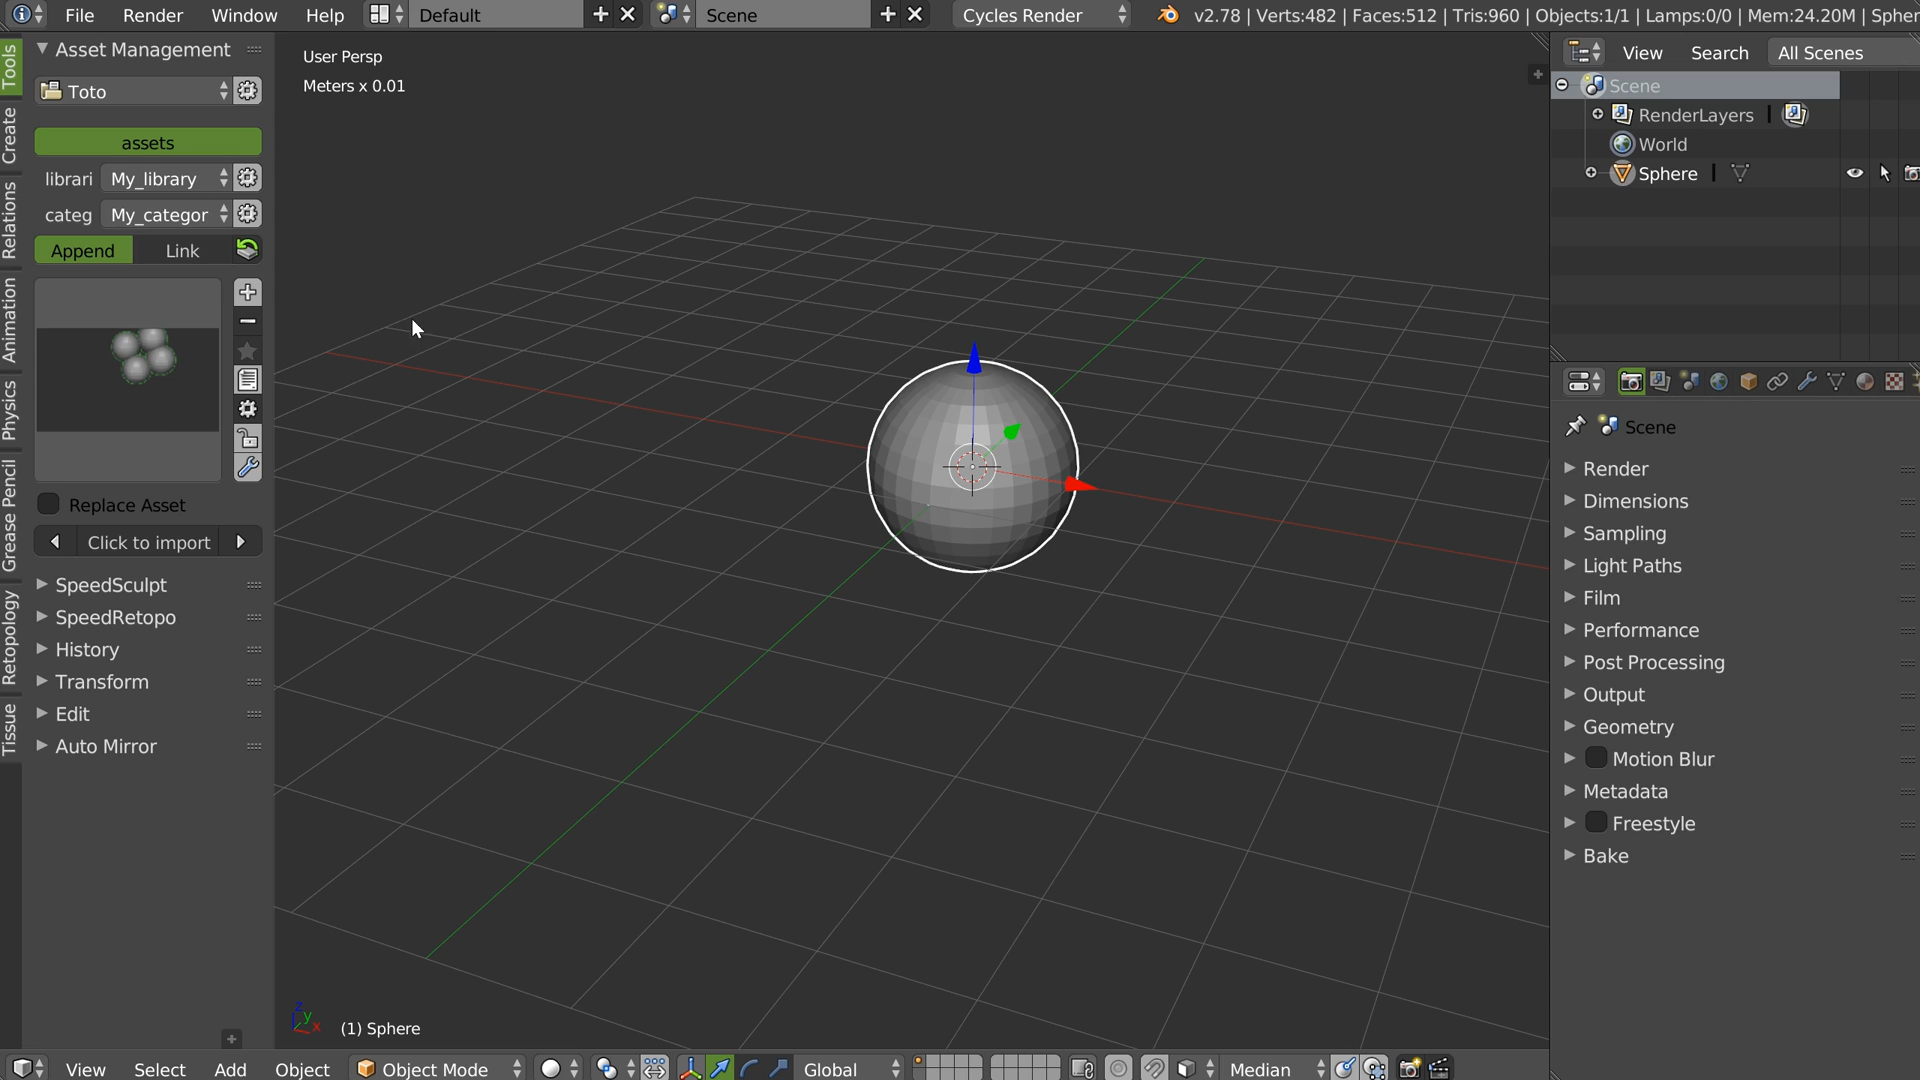 File Render Window Help Default Scene Cycles Render v2.78 | Verts:482 | Faces:512 | Tris:960 | Objects:1/1 | Lamps:0/0 | Mem:24.20M | Spher
Tools
Create
Relations
Animation
Physics
Grease Pencil
Retopology
Tissue
Asset Management
Toto
assets
librari My_library
categ My_categor
Append Link
Replace Asset
Click to import
SpeedSculpt
SpeedRetopo
History
Transform
Edit
Auto Mirror
User Persp
Meters x 0.01
z
y
x
(1) Sphere
View Search All Scenes
Scene
RenderLayers
World
Sphere
Scene
Render
Dimensions
Sampling
Light Paths
Film
Performance
Post Processing
Output
Geometry
Motion Blur
Metadata
Freestyle
Bake
View Select Add Object Object Mode Global Median